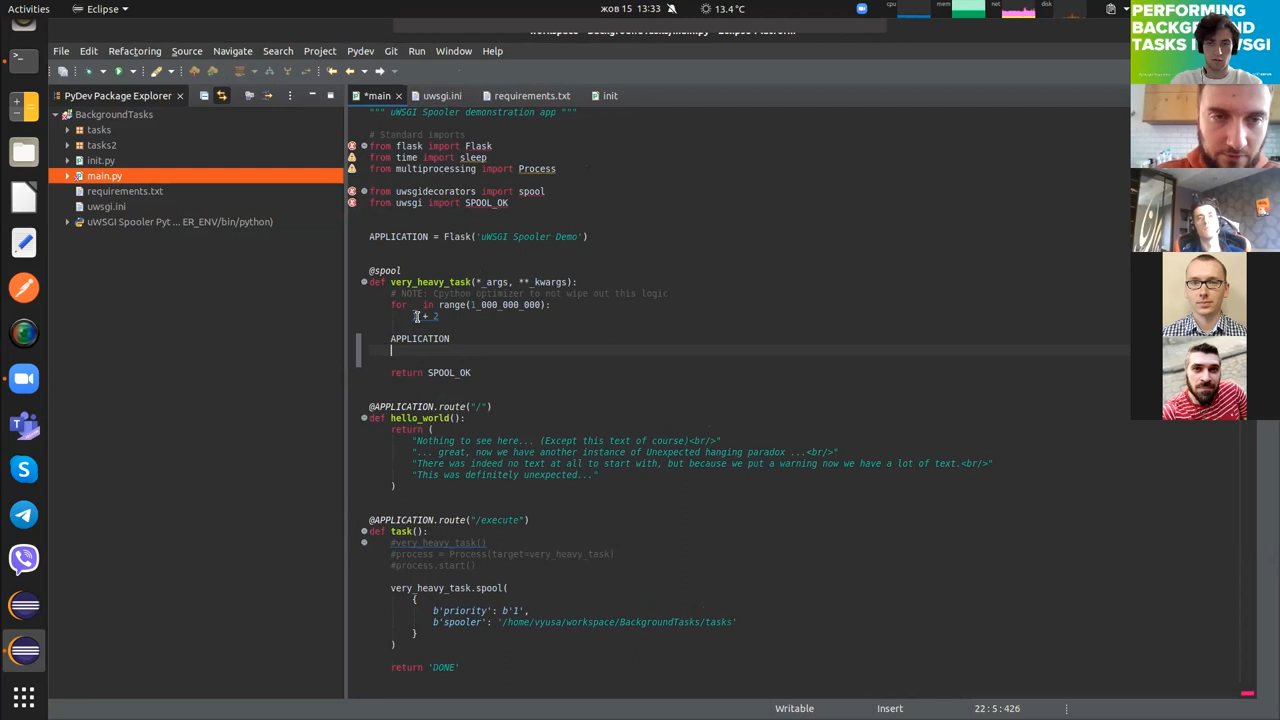 Activities
Eclipse
жов 15 13:33
13.4 °C
cpu
mem
net
disk
PERFORMING
BACKGROUND
File Edit Refactoring Source Navigate Search Project Pydev Git Run Window Help
PyDev Package Explorer
*main
uwsgi.ini
requirements.txt
init
BackgroundTasks
tasks
tasks2
init.py
main.py
requirements.txt
uwsgi.ini
uWSGI Spooler Pyt ... ER_ENV/bin/python)
""" uWSGI Spooler demonstration app """
# Standard imports
from flask import Flask
from time import sleep
from multiprocessing import Process
from uwsgidecorators import spool
from uwsgi import SPOOL_OK
APPLICATION = Flask('uWSGI Spooler Demo')
@spool
def very_heavy_task(*_args, **_kwargs):
# NOTE: Cpython optimizer to not wipe out this logic
for _ in range(1_000_000_000):
+ 2
APPLICATION
return SPOOL_OK
@APPLICATION.route("/")
def hello_world():
return (
"Nothing to see here... (Except this text of course)<br/>"
"... great, now we have another instance of Unexpected hanging paradox ...<br/>"
"There was indeed no text at all to start with, but because we put a warning now we have a lot of text.<br/>"
"This was definitely unexpected..."
)
@APPLICATION.route("/execute")
def task():
#very_heavy_task()
#process = Process(target=very_heavy_task)
#process.start()
very_heavy_task.spool(
{
b'priority': b'1',
b'spooler': '/home/vyusa/workspace/BackgroundTasks/tasks'
}
)
return 'DONE'
Writable
Insert
22:5:426